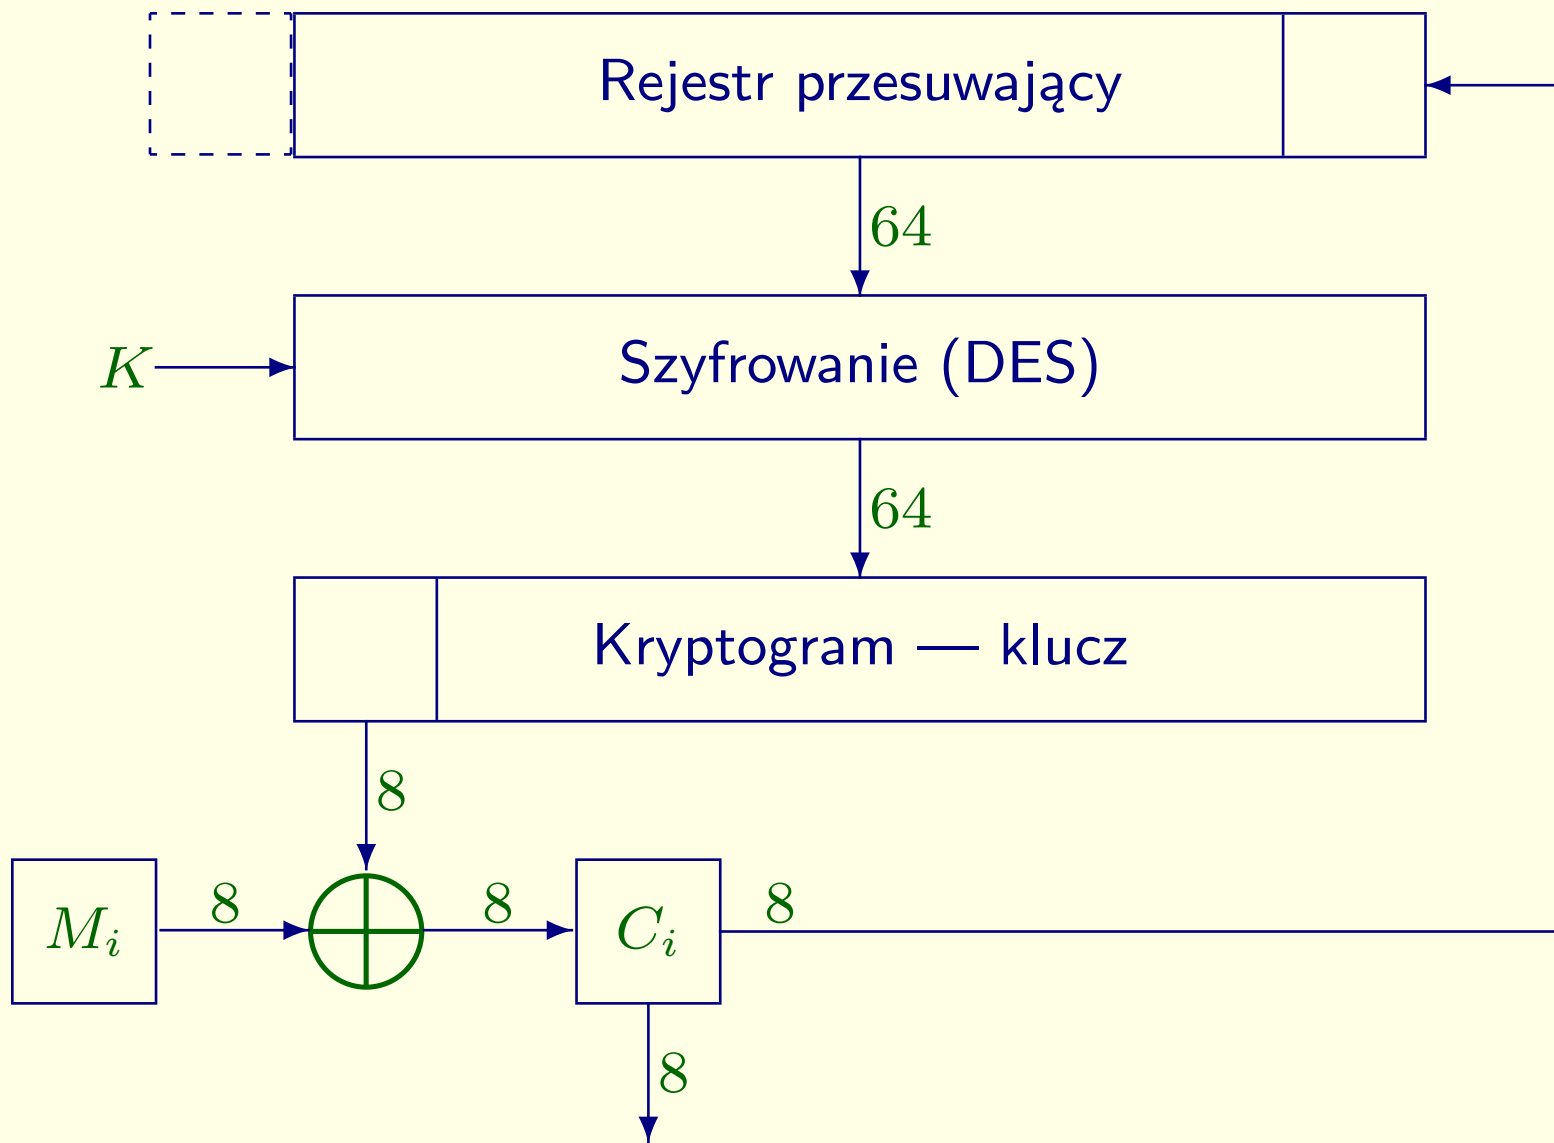 Rejestr przesuwający
64
K
Szyfrowanie (DES)
64
Kryptogram — klucz
8
M_i
8
8
C_i
8
8